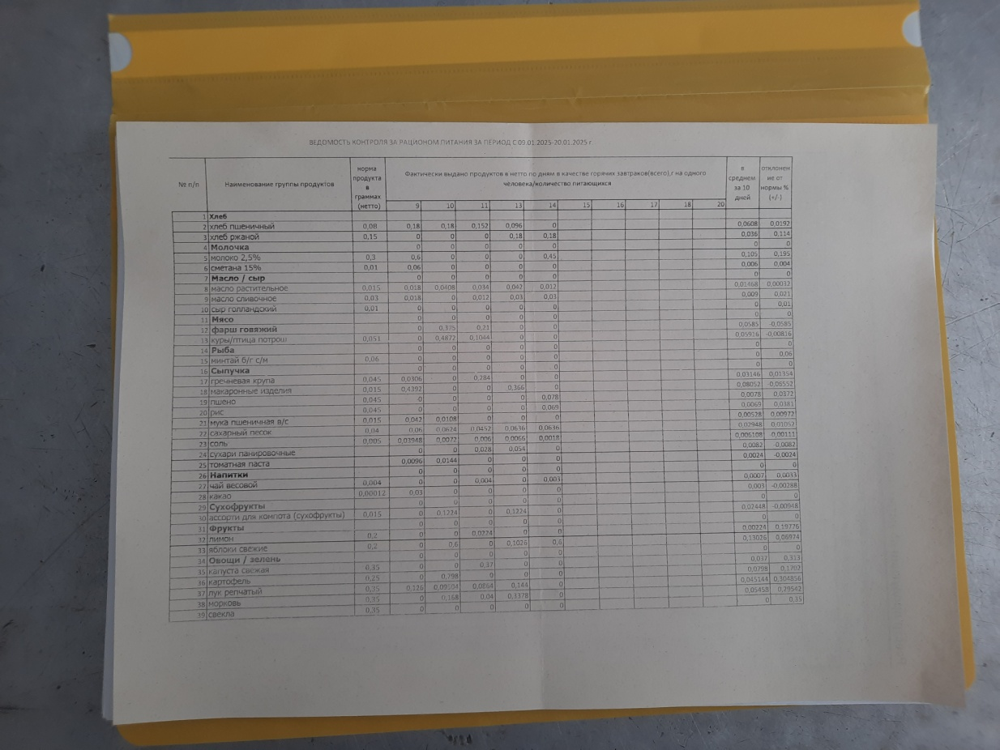 ВЕДОМОСТЬ КОНТРОЛЯ ЗА РАЦИОНОМ ПИТАНИЯ ЗА ПЕРИОД С 09.01.2025-20.01.2025 г
№ п/п Наименование группы продуктов норма продукта в граммах (нетто) Фактически выдано продуктов в нетто по дням в качестве горячих завтраков(всего),г на одного человека/количество питающихся в среднем за 10 дней отклонение от нормы % (+/-)
9 10 11 13 14 15 16 17 18 20
1 Хлеб
2 хлеб пшеничный 0,08 0,18 0,18 0,152 0,096 0 0,0608 0,0192
3 хлеб ржаной 0,15 0 0 0 0,18 0,18 0,036 0,114
4 Молочка 0 0 0 0 0 0 0
5 молоко 2,5% 0,3 0,6 0 0 0 0,45 0,105 0,195
6 сметана 15% 0,01 0,06 0 0 0 0 0,006 0,004
7 Масло / сыр 0 0 0 0 0 0 0
8 масло растительное 0,015 0,018 0,0408 0,034 0,042 0,012 0,01468 0,00032
9 масло сливочное 0,03 0,018 0 0,012 0,03 0,03 0,009 0,021
10 сыр голландский 0,01 0 0 0 0 0 0 0,01
11 Мясо 0 0 0 0 0 0 0
12 фарш говяжий 0 0,375 0,21 0 0 0,0585 -0,0585
13 куры/птица потрош 0,051 0 0,4872 0,1044 0 0 0,05916 -0,00816
14 Рыба 0 0 0 0 0 0 0
15 минтай б/г с/м 0,06 0 0 0 0 0 0 0,06
16 Сыпучка 0 0 0 0 0 0 0
17 гречневая крупа 0,045 0,0306 0 0,284 0 0 0,03146 0,01354
18 макаронные изделия 0,015 0,4392 0 0 0,366 0 0,08052 -0,06552
19 пшено 0,045 0 0 0 0 0,078 0,0078 0,0372
20 рис 0,045 0 0 0 0 0,069 0,0069 0,0381
21 мука пшеничная в/с 0,015 0,042 0,0108 0 0 0 0,00528 0,00972
22 сахарный песок 0,04 0,06 0,0624 0,0452 0,0636 0,0636 0,02948 0,01052
23 соль 0,005 0,03948 0,0072 0,006 0,0066 0,0018 0,006108 -0,00111
24 сухари панировочные 0 0 0,028 0,054 0 0,0082 -0,0082
25 томатная паста 0,0096 0,0144 0 0 0 0,0024 -0,0024
26 Напитки 0 0 0 0 0 0 0
27 чай весовой 0,004 0 0 0,004 0 0,003 0,0007 0,0033
28 какао 0,00012 0,03 0 0 0 0 0,003 -0,00288
29 Сухофрукты 0 0 0 0 0 0 0
30 ассорти для компота (сухофрукты) 0,015 0 0,1224 0 0,1224 0 0,02448 -0,00948
31 Фрукты 0 0 0 0 0 0 0
32 лимон 0,2 0 0 0,0224 0 0 0,00224 0,19776
33 яблоки свежие 0,2 0 0,6 0 0,1026 0,6 0,13026 0,06974
34 Овощи / зелень 0 0 0 0 0 0 0
35 капуста свежая 0,35 0 0 0,37 0 0 0,037 0,313
36 картофель 0,25 0 0,798 0 0 0 0,0798 0,1702
37 лук репчатый 0,35 0,126 0,09504 0,0864 0,144 0 0,045144 0,304856
38 морковь 0,35 0 0,168 0,04 0,3378 0 0,05458 0,29542
39 свекла 0,35 0 0 0 0 0 0 0,35